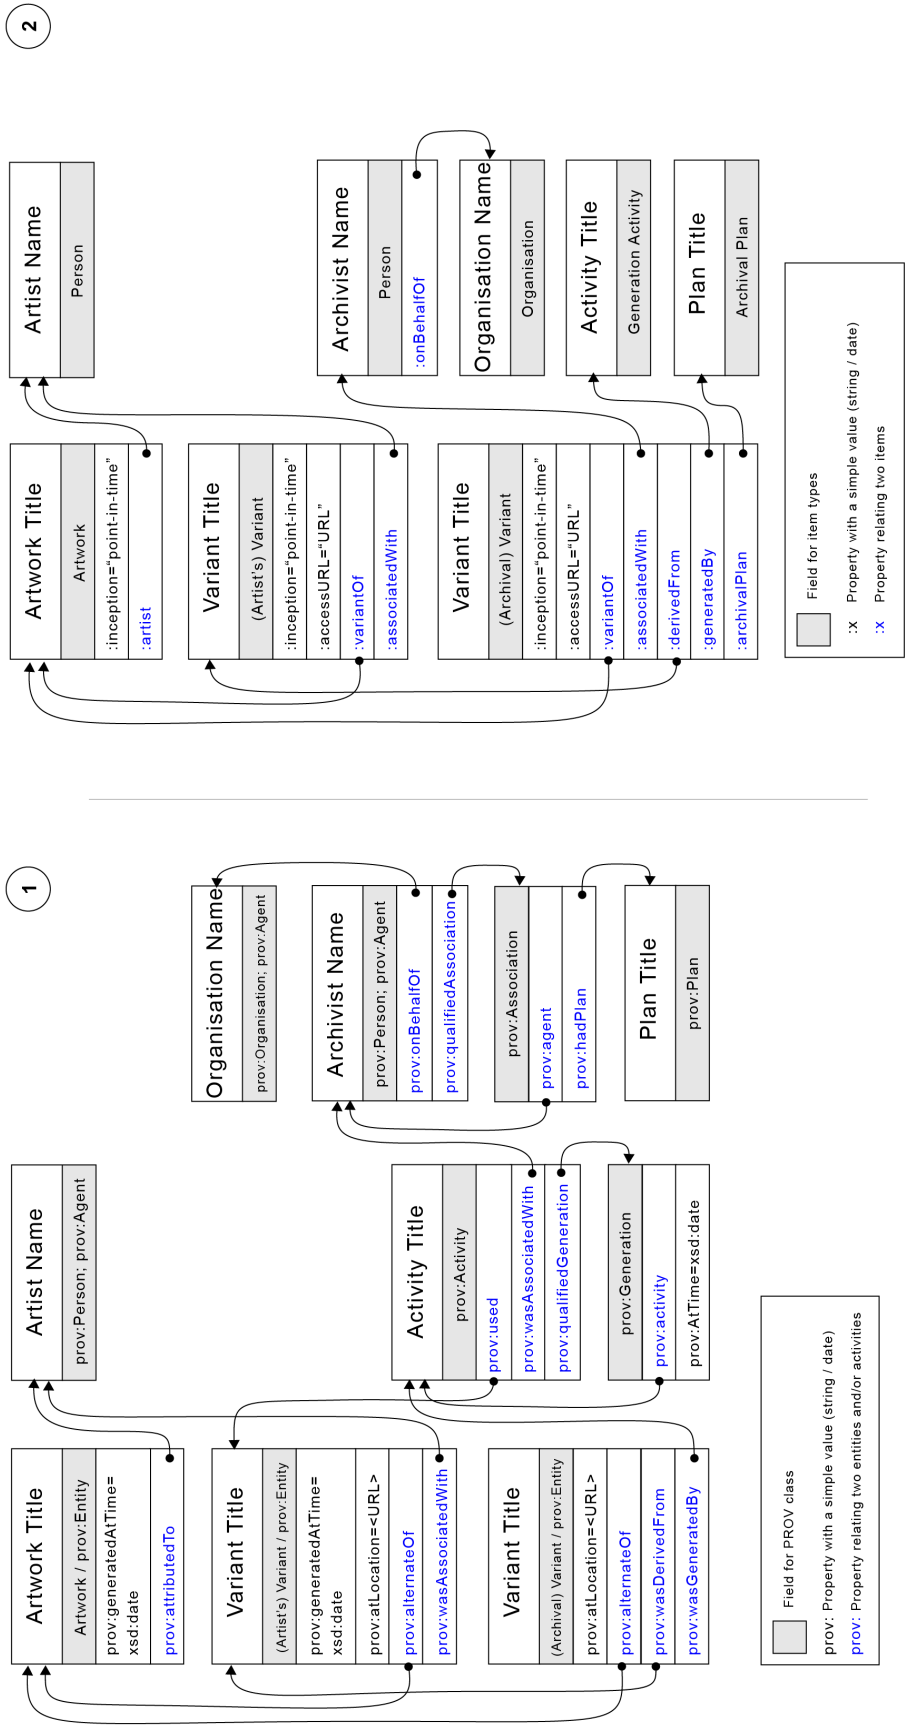 1
Artwork Title
Artwork / prov:Entity
prov:generatedAtTime=
xsd:date
prov:attributedTo
Variant Title
(Artist's) Variant / prov:Entity
prov:generatedAtTime=
xsd:date
prov:atLocation=<URL>
prov:alternateOf
prov:wasAssociatedWith
Variant Title
(Archival) Variant / prov:Entity
prov:atLocation=<URL>
prov:alternateOf
prov:wasDerivedFrom
prov:wasGeneratedBy
Artist Name
prov:Person; prov:Agent
Activity Title
prov:Activity
prov:used
prov:wasAssociatedWith
prov:qualifiedGeneration
prov:Generation
prov:activity
prov:AtTime=xsd:date
Organisation Name
prov:Organisation; prov:Agent
Archivist Name
prov:Person; prov:Agent
prov:onBehalfOf
prov:qualifiedAssociation
prov:Association
prov:agent
prov:hadPlan
Plan Title
prov:Plan
Field for PROV class
prov: Property with a simple value (string / date)
prov: Property relating two entities and/or activities
2
Artwork Title
Artwork
:inception=“point-in-time”
:artist
Variant Title
(Artist's) Variant
:inception=“point-in-time”
:accessURL=“URL”
:variantOf
:associatedWith
Variant Title
(Archival) Variant
:inception=“point-in-time”
:accessURL=“URL”
:variantOf
:associatedWith
:derivedFrom
:generatedBy
:archivalPlan
Artist Name
Person
Archivist Name
Person
:onBehalfOf
Organisation Name
Organisation
Activity Title
Generation Activity
Plan Title
Archival Plan
Field for item types
:x Property with a simple value (string / date)
:x Property relating two items